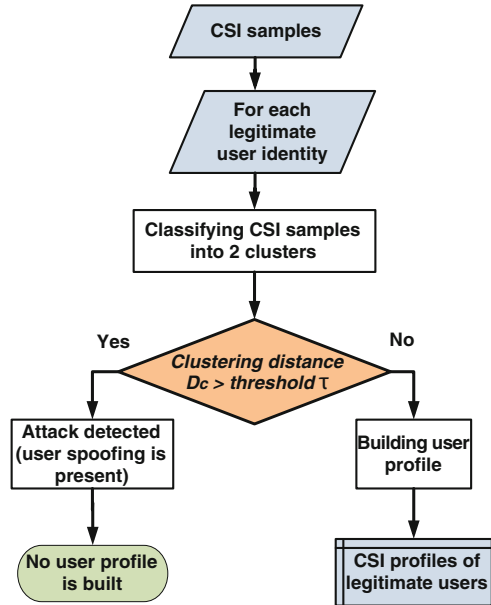 CSI samples
For each
legitimate
user identity
Classifying CSI samples
into 2 clusters
Yes
No
Clustering distance
Dc > threshold τ
Attack detected
(user spoofing is
present)
Building user
profile
No user profile
is built
CSI profiles of
legitimate users